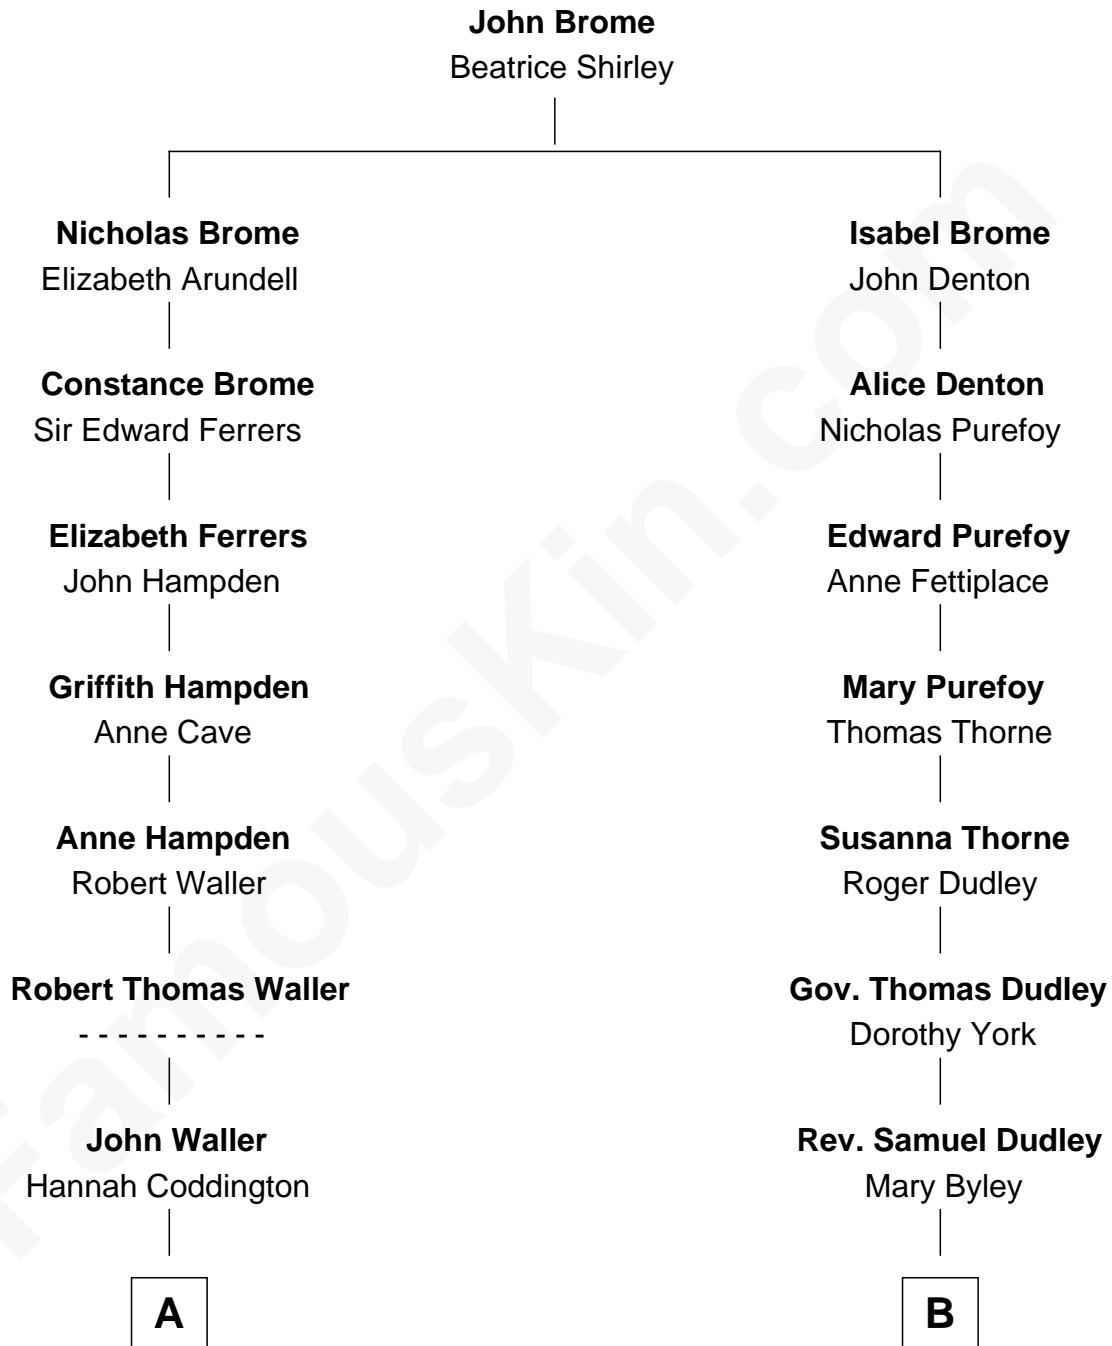 John Brome
Beatrice Shirley
Nicholas Brome
Elizabeth Arundell
Isabel Brome
John Denton
Constance Brome
Sir Edward Ferrers
Alice Denton
Nicholas Purefoy
Elizabeth Ferrers
John Hampden
Edward Purefoy
Anne Fettiplace
Griffith Hampden
Anne Cave
Mary Purefoy
Thomas Thorne
Anne Hampden
Robert Waller
Susanna Thorne
Roger Dudley
Robert Thomas Waller
- - - - - - - - - -
Gov. Thomas Dudley
Dorothy York
John Waller
Hannah Coddington
Rev. Samuel Dudley
Mary Byley
A
B
FamousKin.com